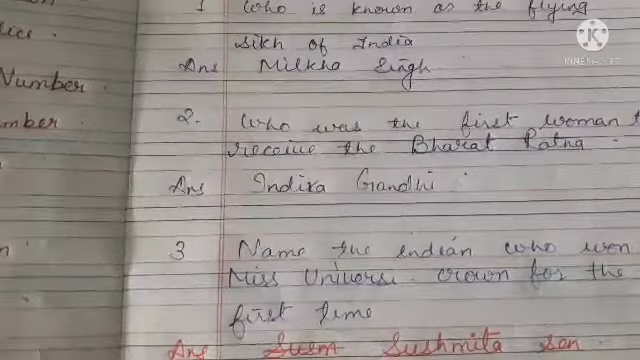 ice.
Number.
mber.
1 Who is known as the flying
sikh of India
Ans Milkha Singh
2. Who was the first woman t
receive the Bharat Ratna.
Ans Indira Gandhi
3 Name the indian who won
Miss Universe crown for the
first time
Ans Susm Sushmita sen
K
KINEMASTER